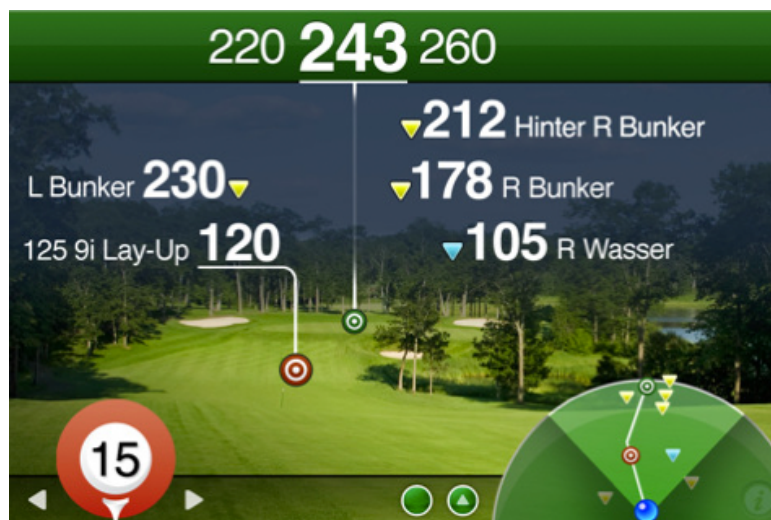 220 243 260
212 Hinter R Bunker
L Bunker 230
178 R Bunker
125 9i Lay-Up 120
105 R Wasser
15
i